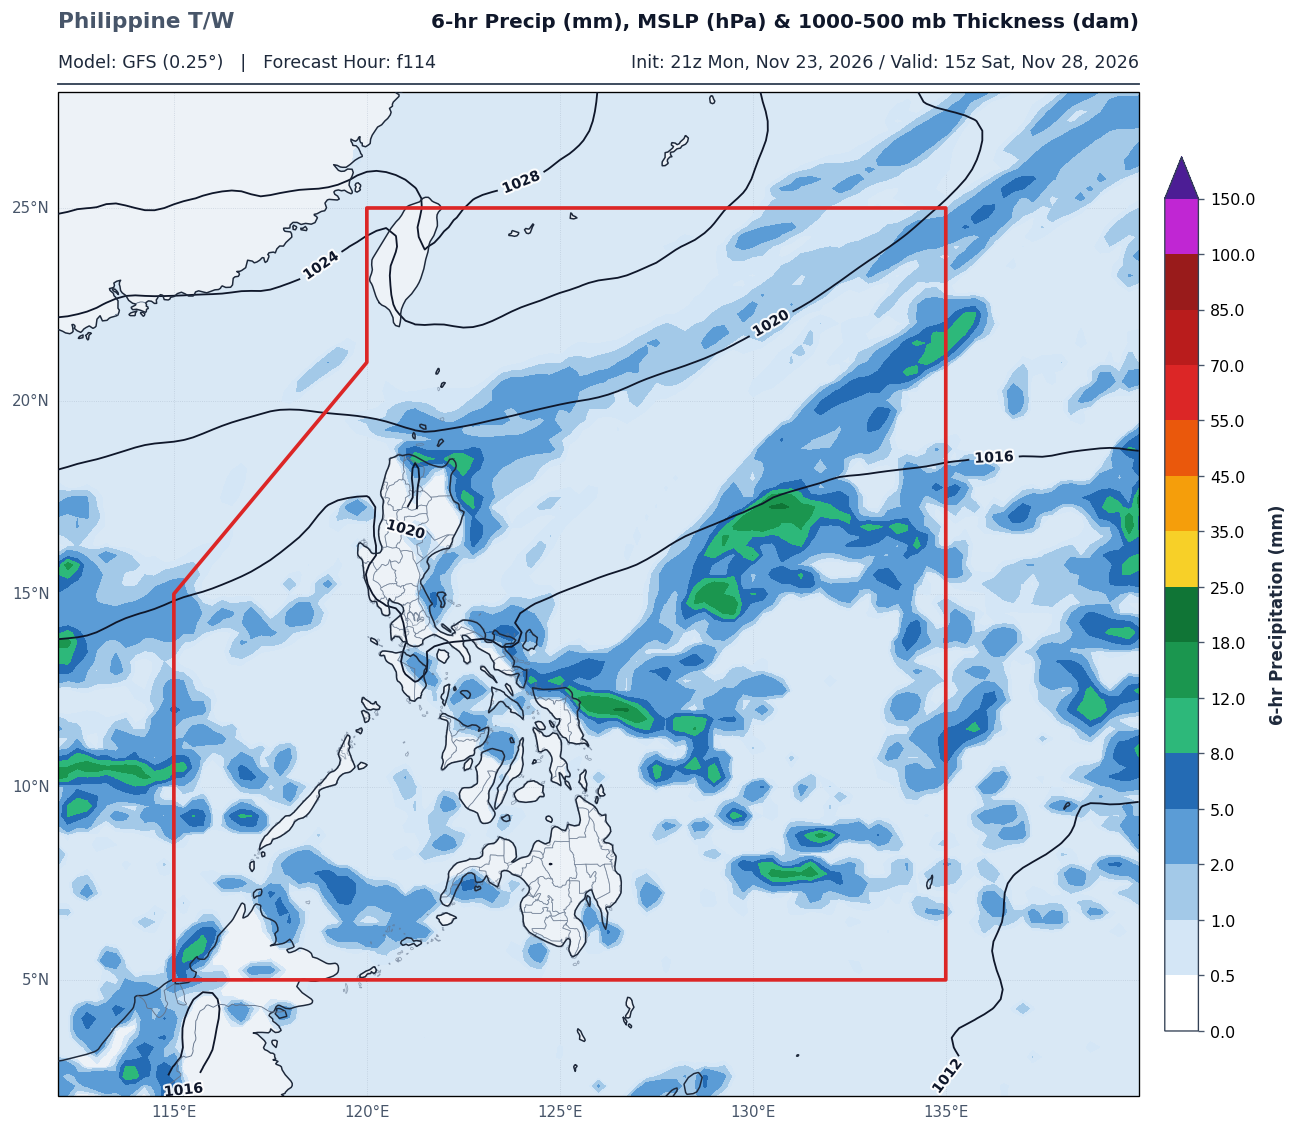 Philippine T/W
6-hr Precip (mm), MSLP (hPa) & 1000-500 mb Thickness (dam)
Model: GFS (0.25°) | Forecast Hour: f114
Init: 21z Mon, Nov 23, 2026 / Valid: 15z Sat, Nov 28, 2026
25°N
20°N
15°N
10°N
5°N
115°E
120°E
125°E
130°E
135°E
1028
1024
1020
1016
1020
1016
1012
150.0
100.0
85.0
70.0
55.0
45.0
35.0
25.0
18.0
12.0
8.0
5.0
2.0
1.0
0.5
0.0
6-hr Precipitation (mm)